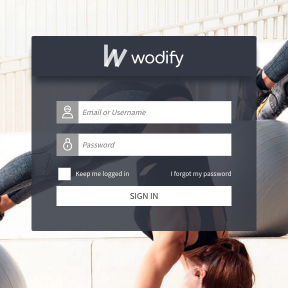 W wodify
Email or Username
Password
Keep me logged in
I forgot my password
SIGN IN